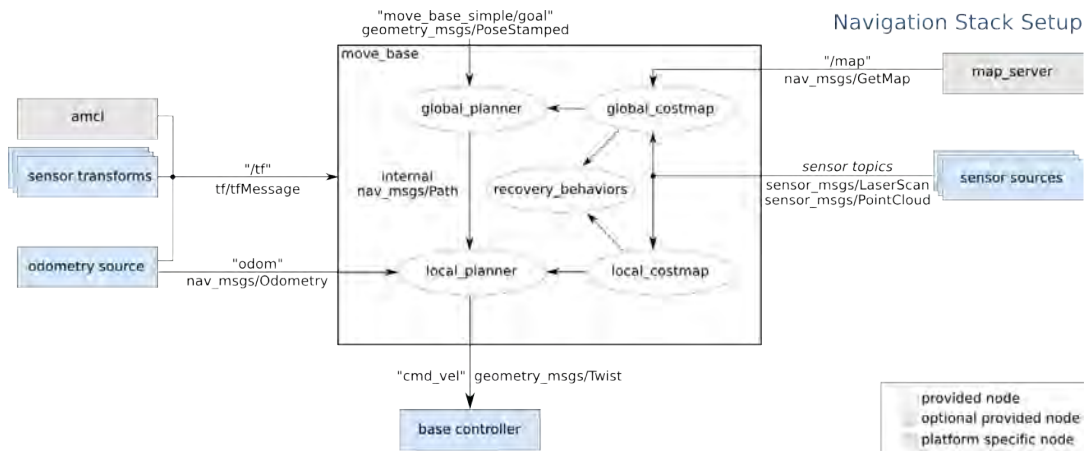 Navigation Stack Setup
"move_base_simple/goal"
geometry_msgs/PoseStamped
move_base
"/map"
nav_msgs/GetMap
map_server
amcl
global_planner
global_costmap
sensor transforms
"/tf"
tf/tfMessage
internal
nav_msgs/Path
recovery_behaviors
sensor topics
sensor_msgs/LaserScan
sensor_msgs/PointCloud
sensor sources
odometry source
"odom"
nav_msgs/Odometry
local_planner
local_costmap
"cmd_vel" geometry_msgs/Twist
base controller
provided node
optional provided node
platform specific node